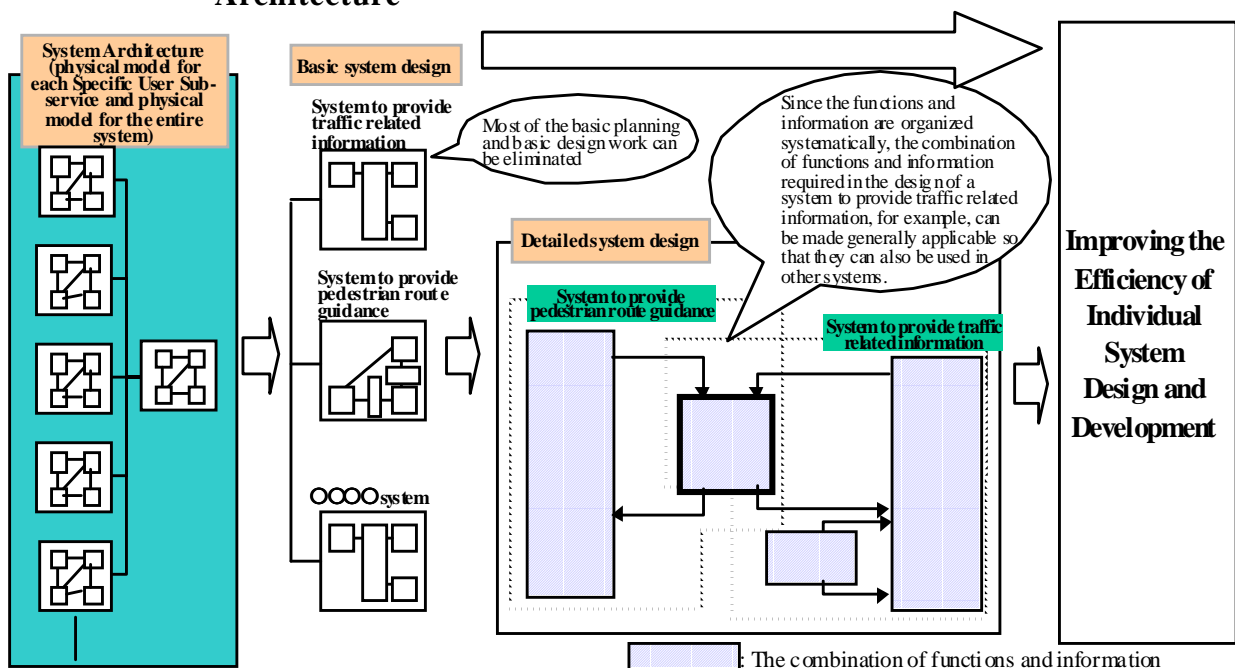 Architecture
System Architecture
(physical model for
each Specific User Sub-
service and physical
model for the entire
system)
Basic system design
System to provide
traffic related
information
Most of the basic planning
and basic design work can
be eliminated
Since the functions and
information are organized
systematically, the combination
of functions and information
required in the design of a
system to provide traffic related
information, for example, can
be made generally applicable so
that they can also be used in
other systems.
Detailed system design
System to provide
pedestrian route
guidance
System to provide
pedestrian route guidance
System to provide traffic
related information
○○○○system
Improving the
Efficiency of
Individual
System
Design and
Development
: The combination of functions and information